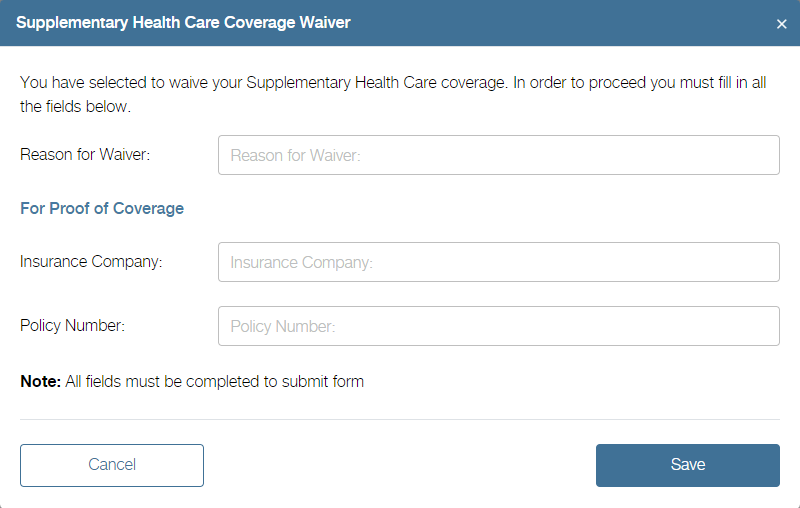 Supplementary Health Care Coverage Waiver ×
You have selected to waive your Supplementary Health Care coverage. In order to proceed you must fill in all
the fields below.
Reason for Waiver: Reason for Waiver:
For Proof of Coverage
Insurance Company: Insurance Company:
Policy Number: Policy Number:
Note: All fields must be completed to submit form
Cancel Save